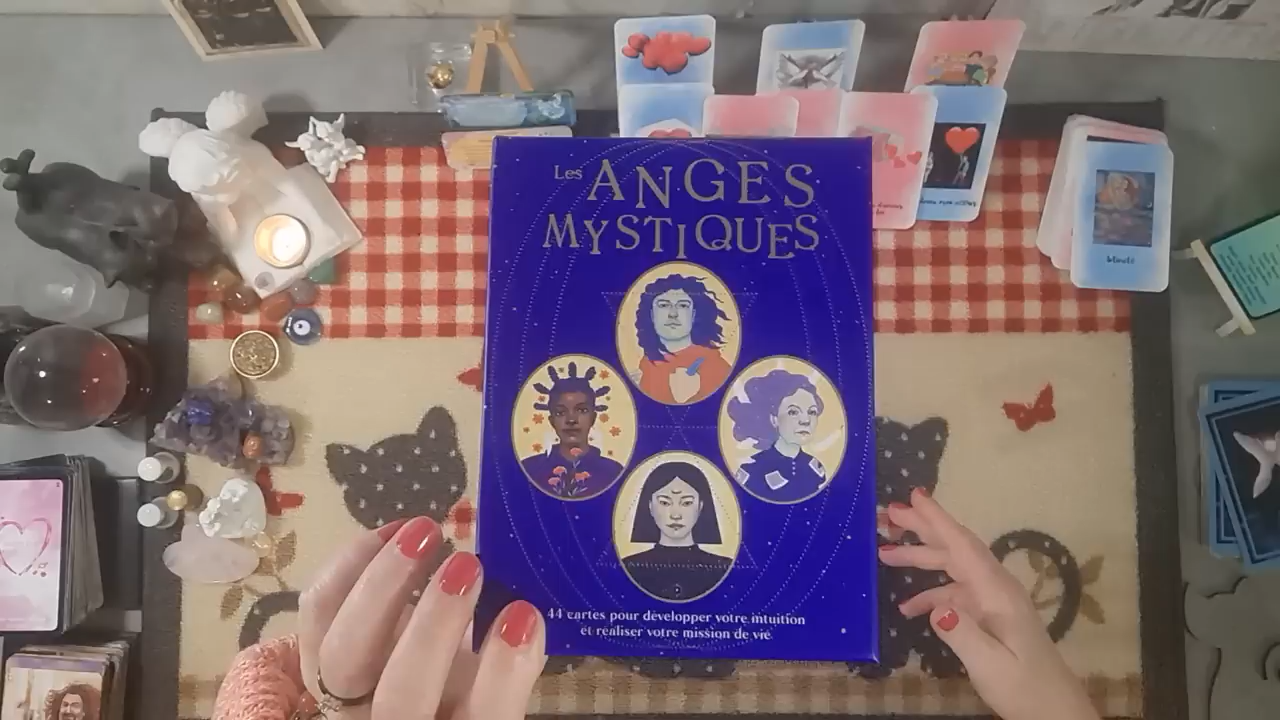 Les ANGES
MYSTIQUES
44 cartes pour développer votre intuition
et réaliser votre mission de vie